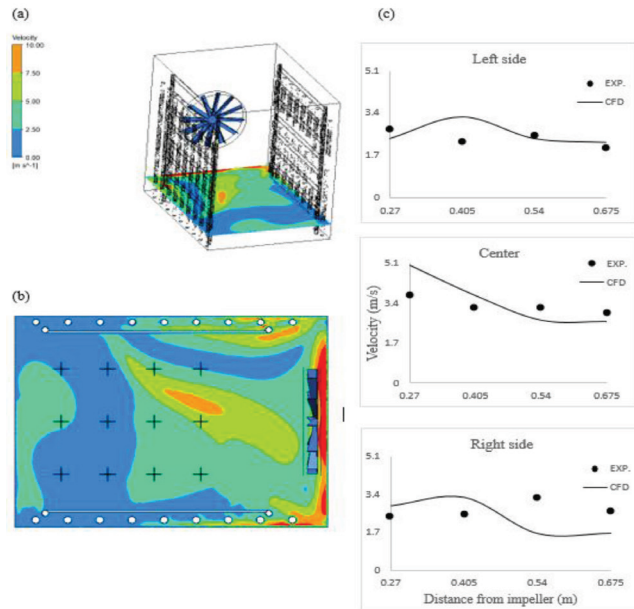 (a)
Velocity
10.00
7.50
5.00
2.50
0.00
[m s^-1]
(b)
(c)
Left side
5.1
3.4
1.7
0
EXP.
CFD
0.27
0.405
0.54
0.675
Center
5.1
3.4
1.7
0
EXP.
CFD
Velocity (m/s)
0.27
0.405
0.54
0.675
Right side
5.1
3.4
1.7
0
EXP.
CFD
0.27
0.405
0.54
0.675
Distance from impeller (m)